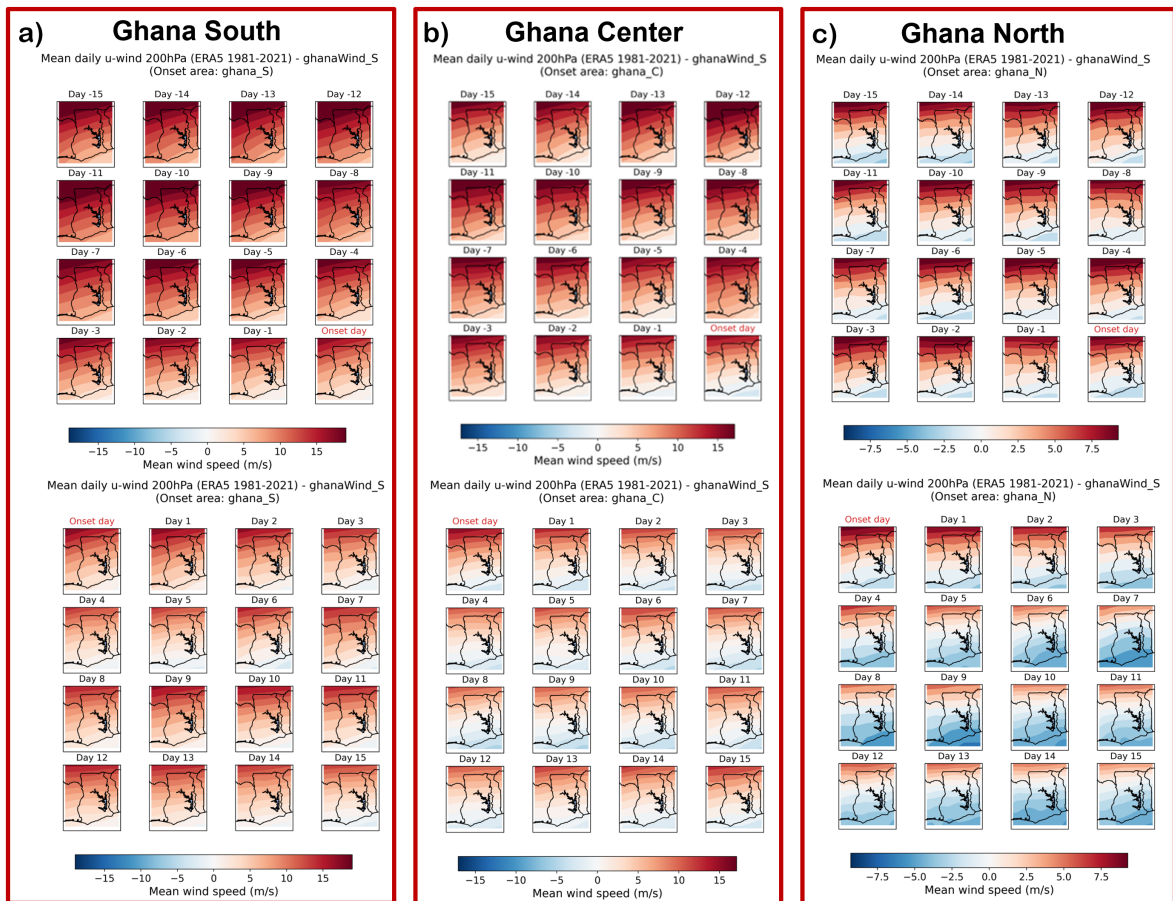 a) Ghana South
Mean daily u-wind 200hPa (ERA5 1981-2021) - ghanaWind_S
(Onset area: ghana_S)
Day -15 Day -14 Day -13 Day -12
Day -11 Day -10 Day -9 Day -8
Day -7 Day -6 Day -5 Day -4
Day -3 Day -2 Day -1 Onset day
−15 −10 −5 0 5 10 15
Mean wind speed (m/s)
Mean daily u-wind 200hPa (ERA5 1981-2021) - ghanaWind_S
(Onset area: ghana_S)
Onset day Day 1 Day 2 Day 3
Day 4 Day 5 Day 6 Day 7
Day 8 Day 9 Day 10 Day 11
Day 12 Day 13 Day 14 Day 15
−15 −10 −5 0 5 10 15
Mean wind speed (m/s)
b) Ghana Center
Mean daily u-wind 200hPa (ERA5 1981-2021) - ghanaWind_S
(Onset area: ghana_C)
Day -15 Day -14 Day -13 Day -12
Day -11 Day -10 Day -9 Day -8
Day -7 Day -6 Day -5 Day -4
Day -3 Day -2 Day -1 Onset day
−15 −10 −5 0 5 10 15
Mean wind speed (m/s)
Mean daily u-wind 200hPa (ERA5 1981-2021) - ghanaWind_S
(Onset area: ghana_C)
Onset day Day 1 Day 2 Day 3
Day 4 Day 5 Day 6 Day 7
Day 8 Day 9 Day 10 Day 11
Day 12 Day 13 Day 14 Day 15
−15 −10 −5 0 5 10 15
Mean wind speed (m/s)
c) Ghana North
Mean daily u-wind 200hPa (ERA5 1981-2021) - ghanaWind_S
(Onset area: ghana_N)
Day -15 Day -14 Day -13 Day -12
Day -11 Day -10 Day -9 Day -8
Day -7 Day -6 Day -5 Day -4
Day -3 Day -2 Day -1 Onset day
−7.5 −5.0 −2.5 0.0 2.5 5.0 7.5
Mean wind speed (m/s)
Mean daily u-wind 200hPa (ERA5 1981-2021) - ghanaWind_S
(Onset area: ghana_N)
Onset day Day 1 Day 2 Day 3
Day 4 Day 5 Day 6 Day 7
Day 8 Day 9 Day 10 Day 11
Day 12 Day 13 Day 14 Day 15
−7.5 −5.0 −2.5 0.0 2.5 5.0 7.5
Mean wind speed (m/s)